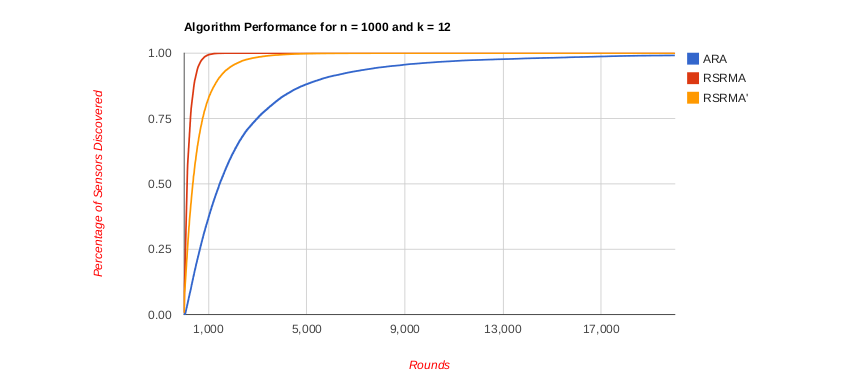 Algorithm Performance for n = 1000 and k = 12
1.00
0.75
0.50
0.25
0.00
Percentage of Sensors Discovered
1,000 5,000 9,000 13,000 17,000
Rounds
ARA
RSRMA
RSRMA'